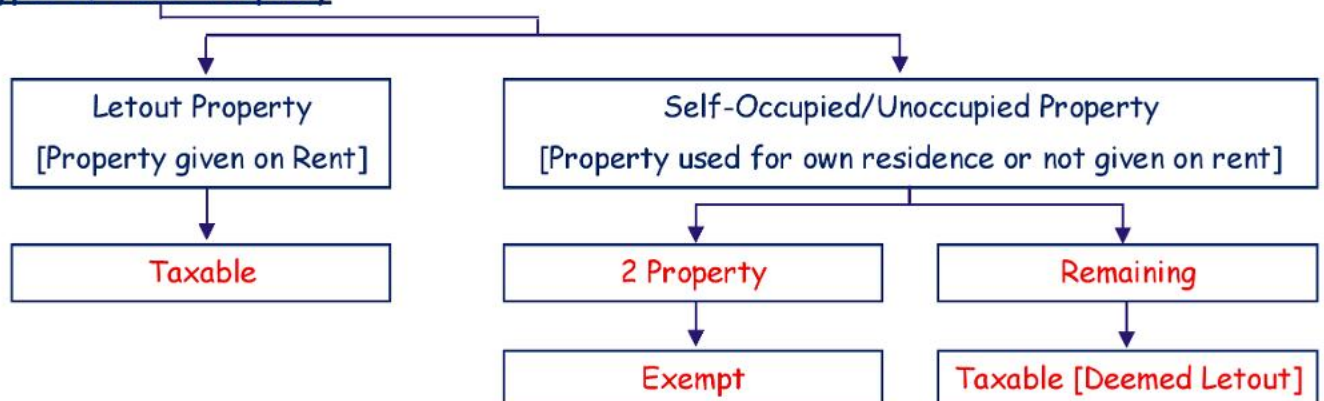 Letout Property
[Property given on Rent]
Self-Occupied/Unoccupied Property
[Property used for own residence or not given on rent]
Taxable
2 Property
Remaining
Exempt
Taxable [Deemed Letout]